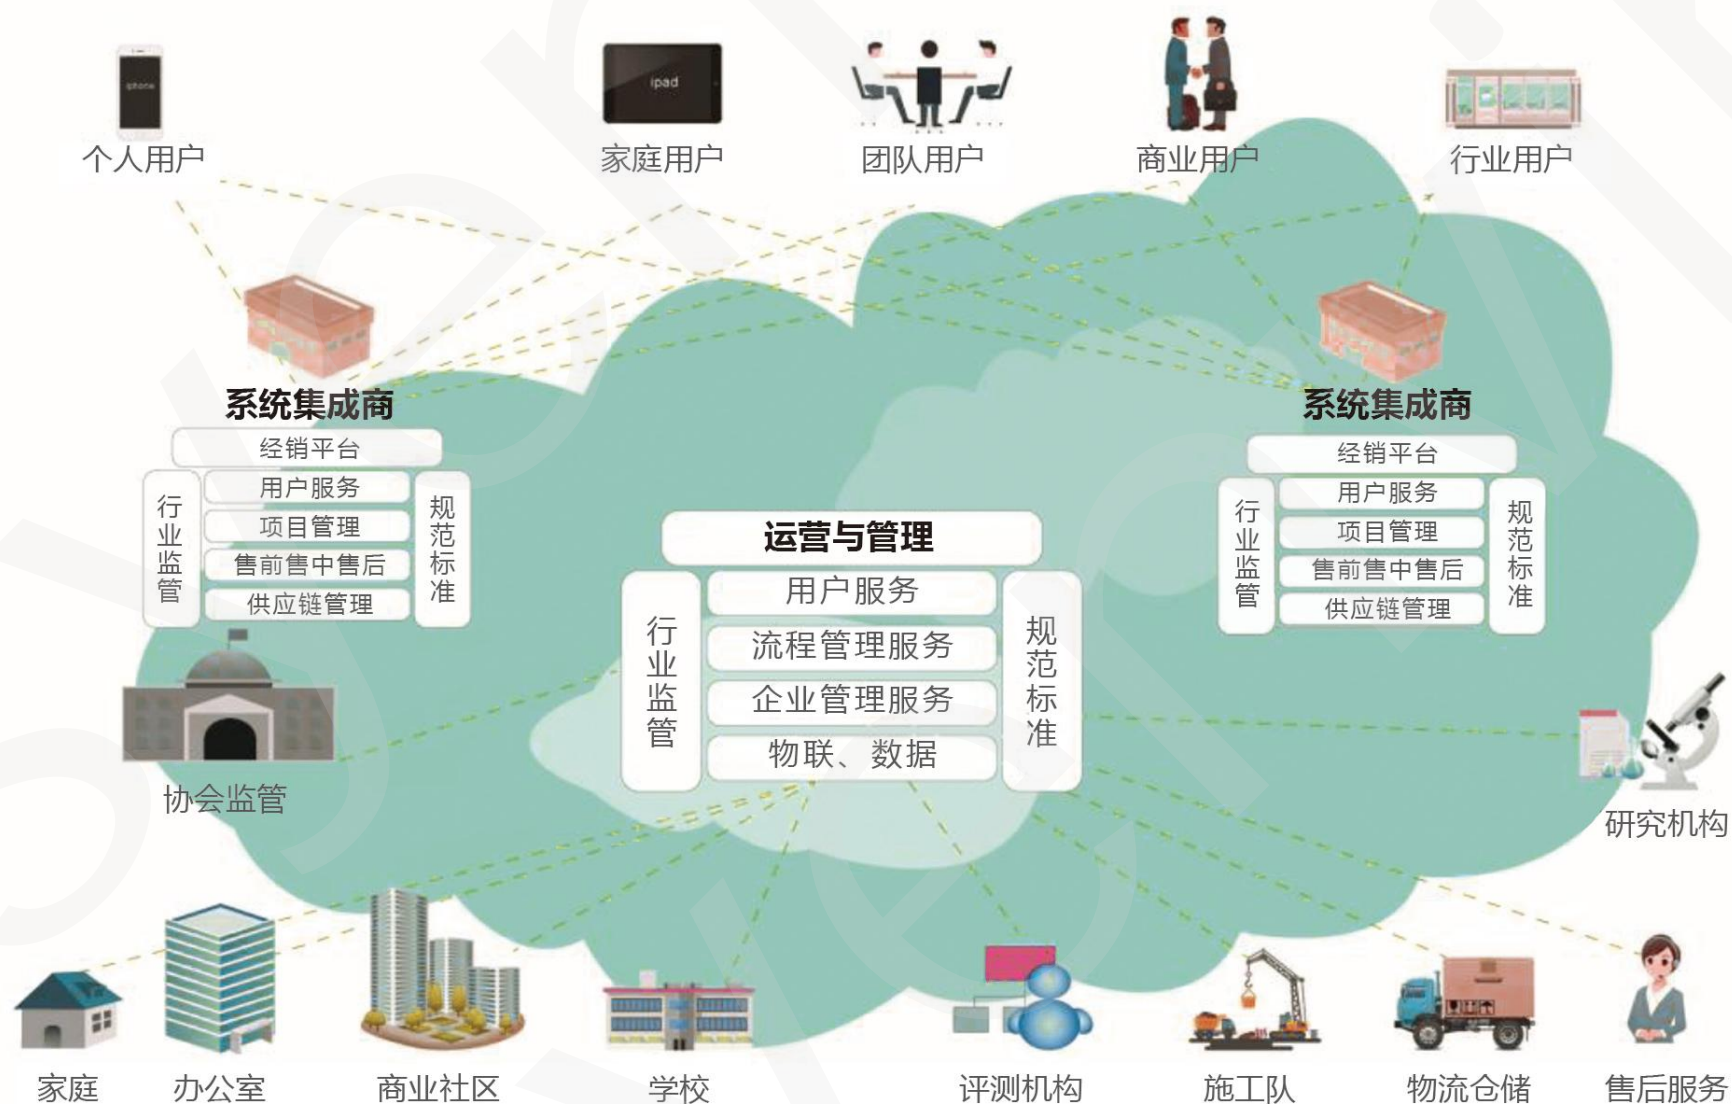 iphone
ipad
个人用户
家庭用户
团队用户
商业用户
行业用户
系统集成商
经销平台
行业监管
用户服务
项目管理
售前售中售后
供应链管理
规范标准
系统集成商
经销平台
行业监管
用户服务
项目管理
售前售中售后
供应链管理
规范标准
运营与管理
行业监管
用户服务
流程管理服务
企业管理服务
物联、数据
规范标准
协会监管
研究机构
家庭
办公室
商业社区
学校
评测机构
施工队
物流仓储
售后服务